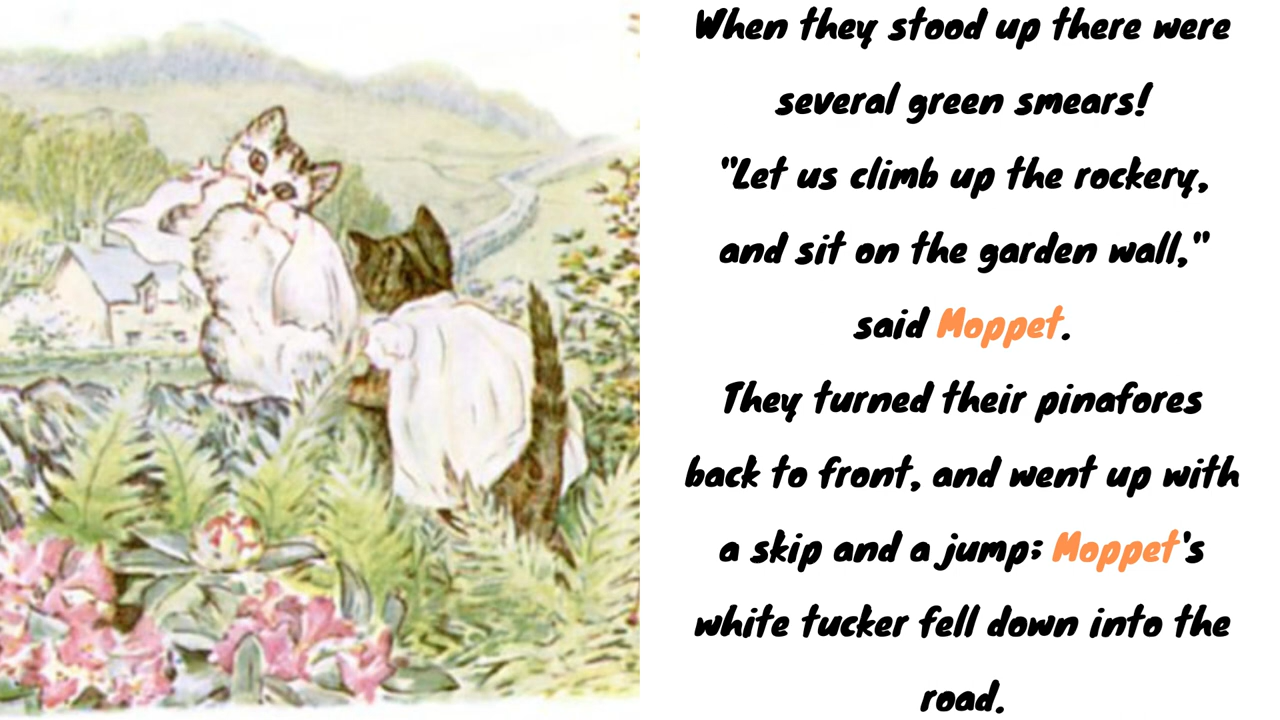 When they stood up there were
several green smears!
"Let us climb up the rockery,
and sit on the garden wall,"
said Moppet.
They turned their pinafores
back to front, and went up with
a skip and a jump; Moppet's
white tucker fell down into the
road.